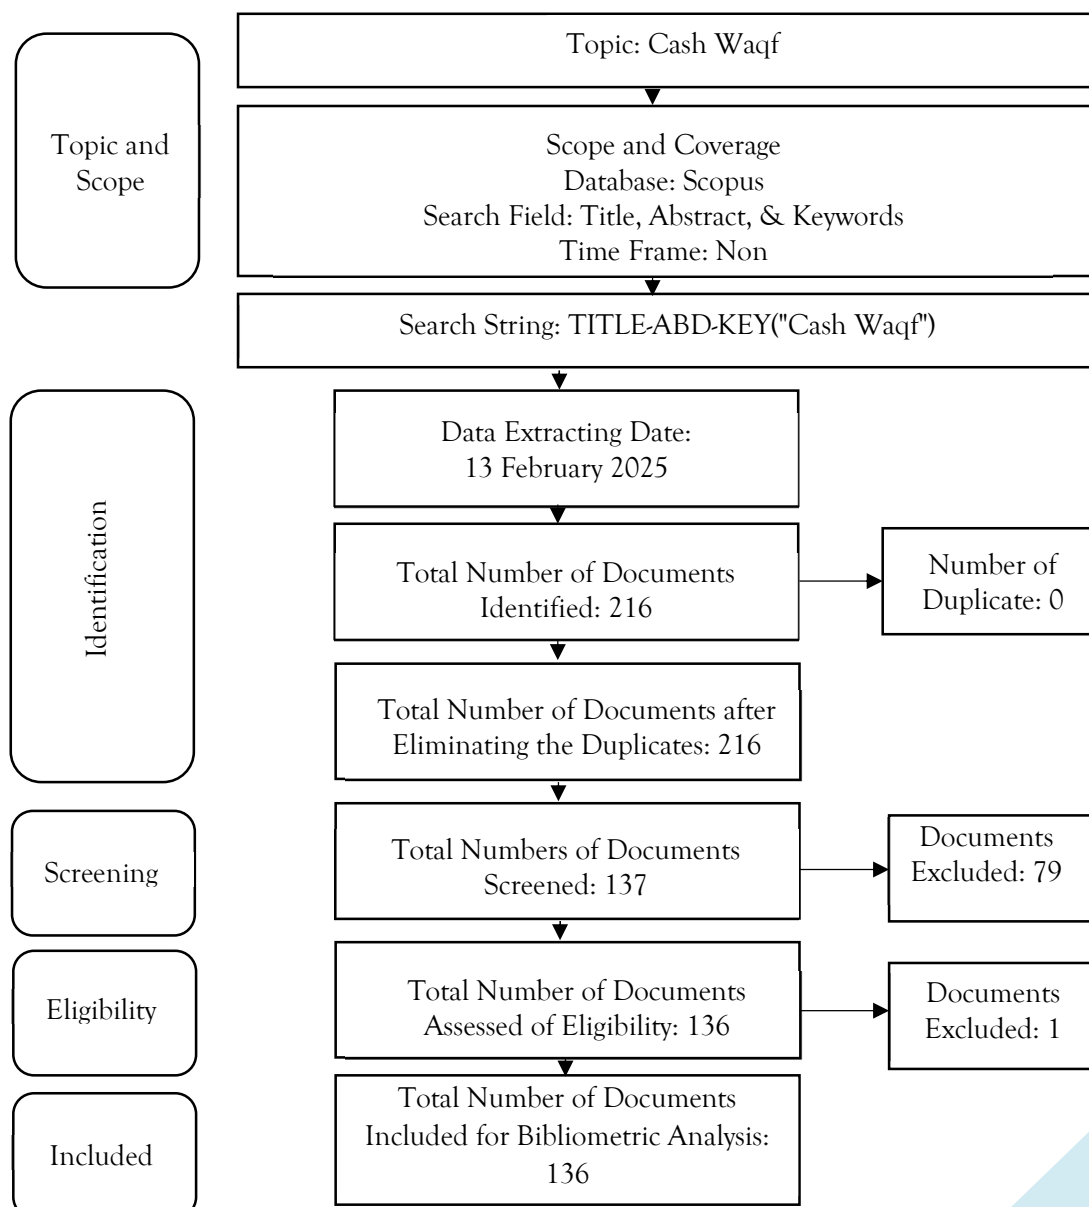 Topic and
Scope
Topic: Cash Waqf
Scope and Coverage
Database: Scopus
Search Field: Title, Abstract, & Keywords
Time Frame: Non
Search String: TITLE-ABD-KEY("Cash Waqf")
Identification
Data Extracting Date:
13 February 2025
Total Number of Documents
Identified: 216
Number of
Duplicate: 0
Total Number of Documents after
Eliminating the Duplicates: 216
Screening
Total Numbers of Documents
Screened: 137
Documents
Excluded: 79
Eligibility
Total Number of Documents
Assessed of Eligibility: 136
Documents
Excluded: 1
Included
Total Number of Documents
Included for Bibliometric Analysis:
136